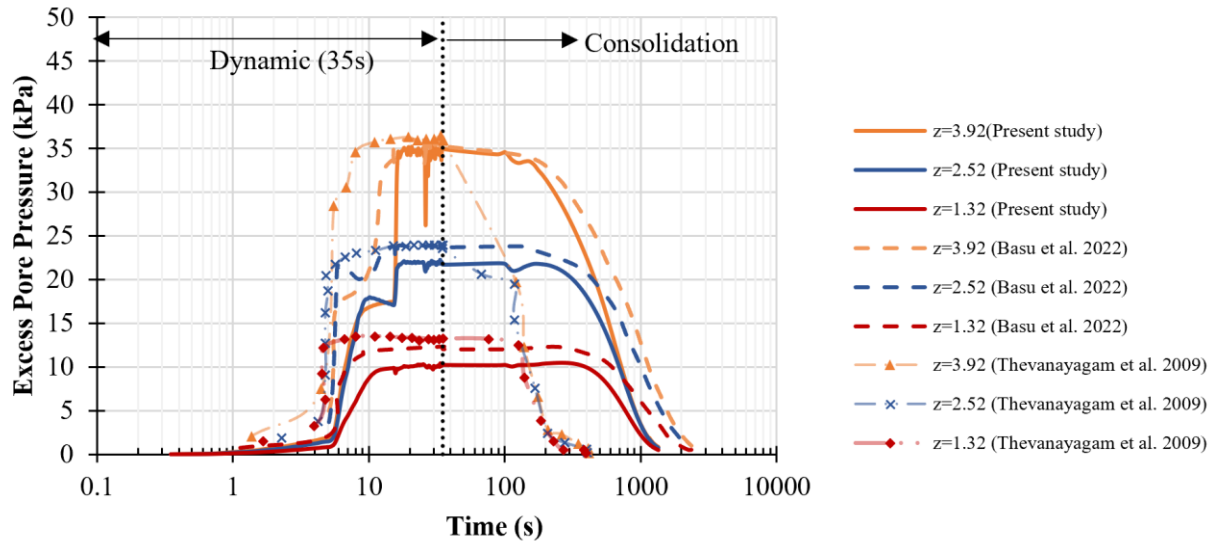 50
45
40
35
30
25
20
15
10
5
0
Excess Pore Pressure (kPa)
Dynamic (35s)
Consolidation
0.1 1 10 100 1000 10000
Time (s)
z=3.92(Present study)
z=2.52 (Present study)
z=1.32 (Present study)
z=3.92 (Basu et al. 2022)
z=2.52 (Basu et al. 2022)
z=1.32 (Basu et al. 2022)
z=3.92 (Thevanayagam et al. 2009)
z=2.52 (Thevanayagam et al. 2009)
z=1.32 (Thevanayagam et al. 2009)